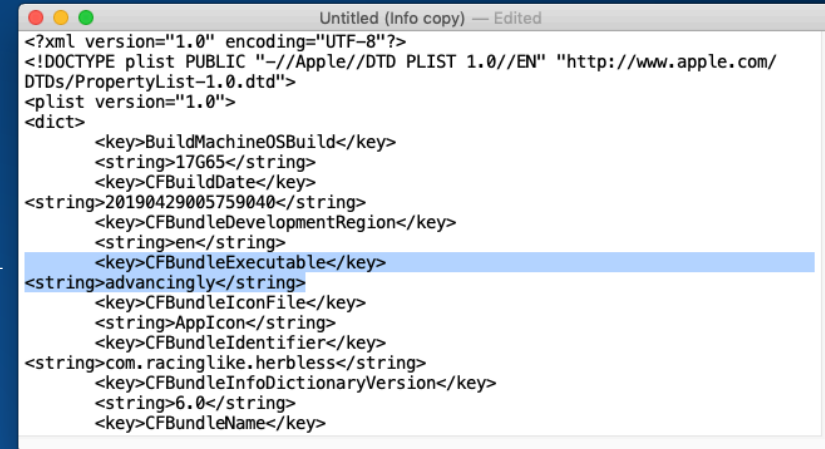 Untitled (Info copy) — Edited
<?xml version="1.0" encoding="UTF-8"?>
<!DOCTYPE plist PUBLIC "-//Apple//DTD PLIST 1.0//EN" "http://www.apple.com/
DTDs/PropertyList-1.0.dtd">
<plist version="1.0">
<dict>
	<key>BuildMachineOSBuild</key>
	<string>17G65</string>
	<key>CFBuildDate</key>
<string>20190429005759040</string>
	<key>CFBundleDevelopmentRegion</key>
	<string>en</string>
	<key>CFBundleExecutable</key>
<string>advancingly</string>
	<key>CFBundleIconFile</key>
	<string>AppIcon</string>
	<key>CFBundleIdentifier</key>
<string>com.racinglike.herbless</string>
	<key>CFBundleInfoDictionaryVersion</key>
	<string>6.0</string>
	<key>CFBundleName</key>